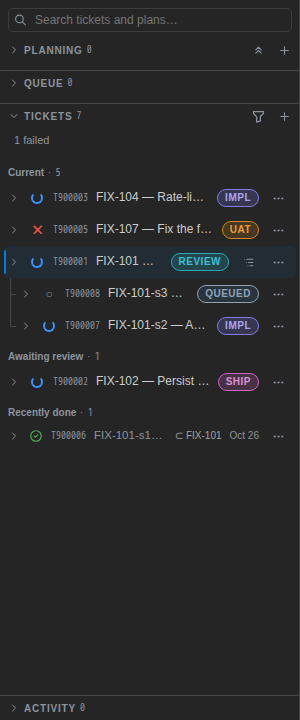 Search tickets and plans…
PLANNING 0
QUEUE 0
TICKETS 7
1 failed
Current · 5
T900003 FIX-104 — Rate-li… IMPL
T900005 FIX-107 — Fix the f… UAT
T900001 FIX-101 … REVIEW
T900008 FIX-101-s3 … QUEUED
T900007 FIX-101-s2 — A… IMPL
Awaiting review · 1
T900002 FIX-102 — Persist … SHIP
Recently done · 1
T900006 FIX-101-s1… ⊂ FIX-101 Oct 26
ACTIVITY 0